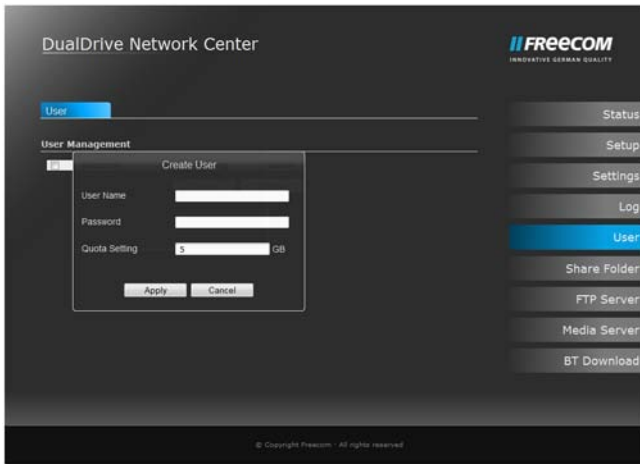 DualDrive Network Center
FREECOM
INNOVATIVE GERMAN QUALITY
User
User Management
Create User
User Name
Password
Quota Setting 5 GB
Apply Cancel
Status
Setup
Settings
Log
User
Share Folder
FTP Server
Media Server
BT Download
© Copyright Freecom - All rights reserved